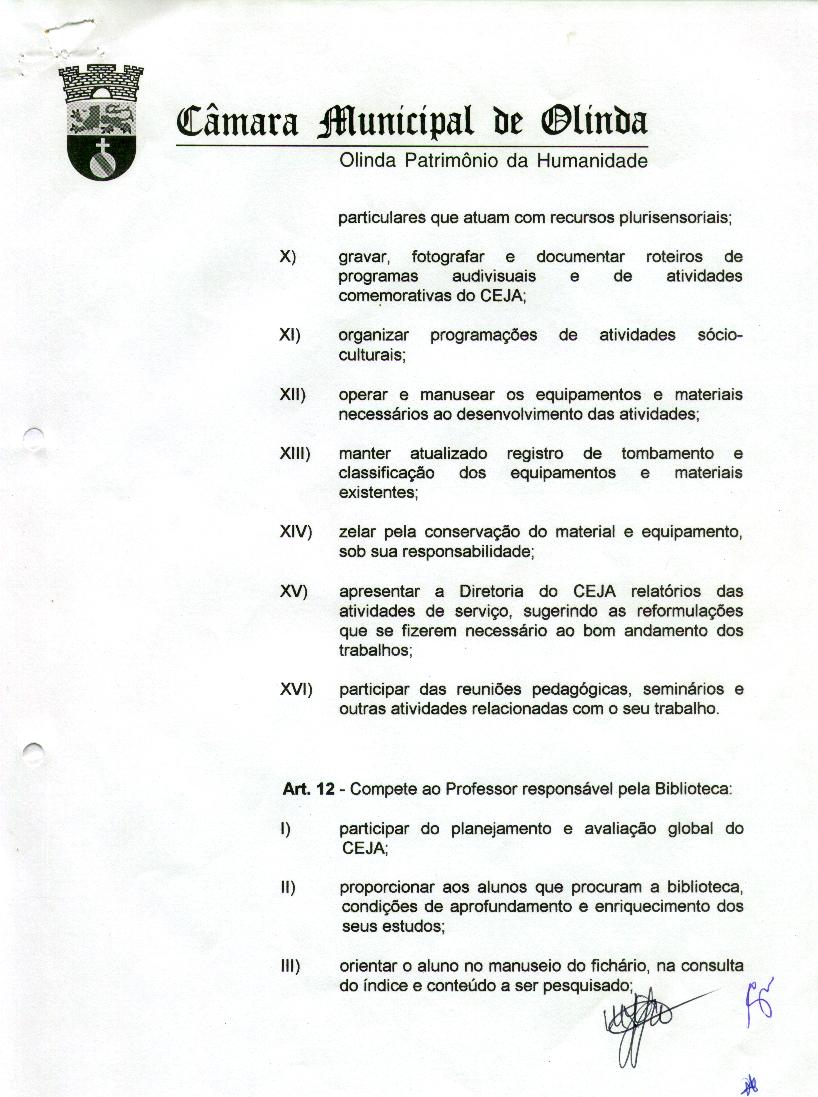 Câmara Municipal de Olinda
Olinda Patrimônio da Humanidade
particulares que atuam com recursos plurisensoriais;
X) gravar, fotografar e documentar roteiros de
programas audivisuais e de atividades
comemorativas do CEJA;
XI) organizar programações de atividades sócio-
culturais;
XII) operar e manusear os equipamentos e materiais
necessários ao desenvolvimento das atividades;
XIII) manter atualizado registro de tombamento e
classificação dos equipamentos e materiais
existentes;
XIV) zelar pela conservação do material e equipamento,
sob sua responsabilidade;
XV) apresentar a Diretoria do CEJA relatórios das
atividades de serviço, sugerindo as reformulações
que se fizerem necessário ao bom andamento dos
trabalhos;
XVI) participar das reuniões pedagógicas, seminários e
outras atividades relacionadas com o seu trabalho.
Art. 12 - Compete ao Professor responsável pela Biblioteca:
I) participar do planejamento e avaliação global do
CEJA;
II) proporcionar aos alunos que procuram a biblioteca,
condições de aprofundamento e enriquecimento dos
seus estudos;
III) orientar o aluno no manuseio do fichário, na consulta
do índice e conteúdo a ser pesquisado;